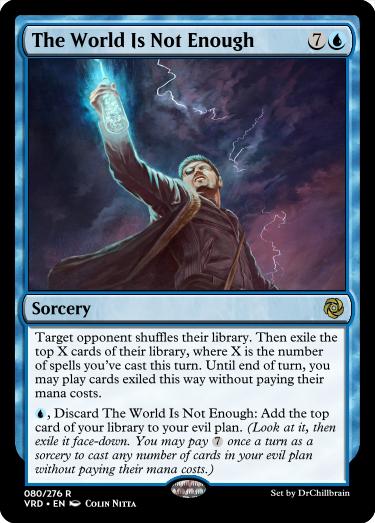 The World Is Not Enough 7
Sorcery
Target opponent shuffles their library. Then exile
the top X cards of their library, where X is the
number of spells you've cast this turn. Until end of turn, you
may play cards exiled this way without paying their
mana costs.
, Discard The World Is Not Enough: Add the top
card of your library to your evil plan. (Look at it, then
exile it face-down. You may pay 7 once a turn as a
sorcery to cast any number of cards in your evil plan
without paying their mana costs.)
080/276 R
VRD • EN Colin Nitta
Set by DrChillbrain